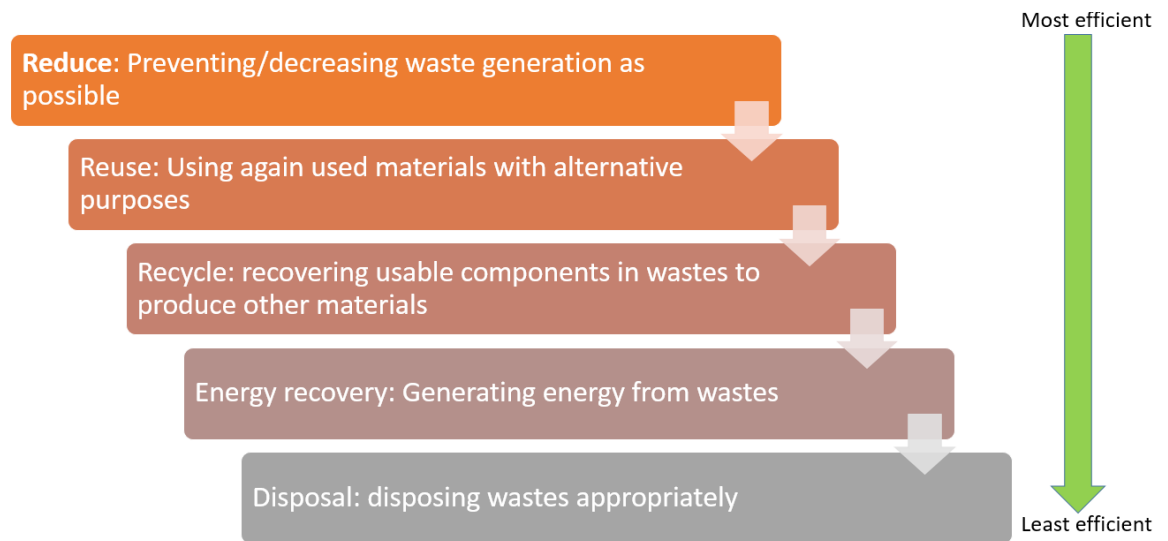 Most efficient
Reduce: Preventing/decreasing waste generation as
possible
Reuse: Using again used materials with alternative
purposes
Recycle: recovering usable components in wastes to
produce other materials
Energy recovery: Generating energy from wastes
Disposal: disposing wastes appropriately
Least efficient